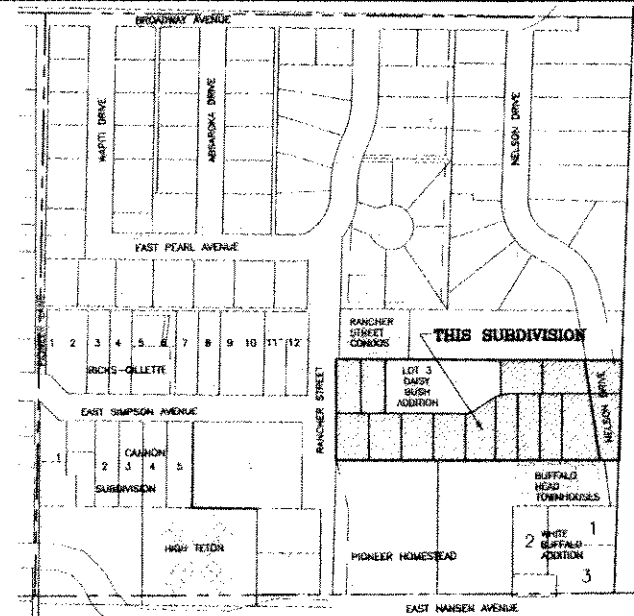 BROADWAY AVENUE
WAPITI DRIVE
ABSAROKA DRIVE
NELSON DRIVE
EAST PEARL AVENUE
1 2 3 4 5 6 7 8 9 10 11 12
RICKS-GILLETTE
RANCHER
STREET
CONDOS
THIS SUBDIVISION
LOT 3
DAISY
BUSH
ADDITION
RANCHER STREET
NELSON DRIVE
EAST SIMPSON AVENUE
1
CANNON
2 3 4 5
SUBDIVISION
BUFFALO
HEAD
TOWNHOUSES
HIGH TETON
PIONEER HOMESTEAD
2 WHITE 1
BUFFALO
ADDITION
3
EAST HANSEN AVENUE